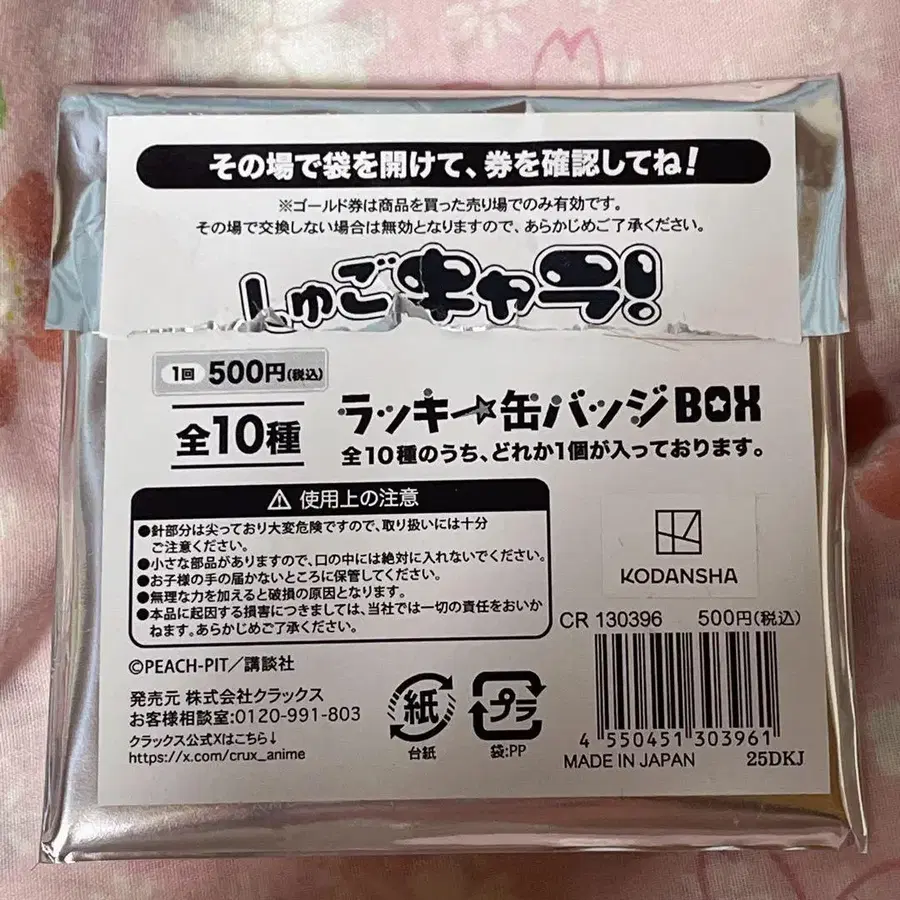 その場で袋を開けて、券を確認してね!
※ゴールド券は商品を買った売り場でのみ有効です。
その場で交換しない場合は無効となりますので、あらかじめご了承ください。
しゅごキャラ!
1回 500円(税込)
全10種
ラッキー★缶バッジBOX
全10種のうち、どれか1個が入っております。
⚠ 使用上の注意
●針部分は尖っており大変危険ですので、取り扱いには十分
ご注意ください。
●小さな部品がありますので、口の中には絶対に入れないでください。
●お子様の手の届かないところに保管してください。
●無理な力を加えると破損の原因となります。
●本品に起因する損害につきましては、当社では一切の責任をおいか
ねます。あらかじめご了承ください。
KODANSHA
CR 130396 500円(税込)
©PEACH-PIT/講談社
発売元 株式会社クラックス
お客様相談室:0120-991-803
クラックス公式Xはこちら↓
https://x.com/crux_anime
紙
台紙
プラ
袋:PP
4 550451 303961
MADE IN JAPAN 25DKJ